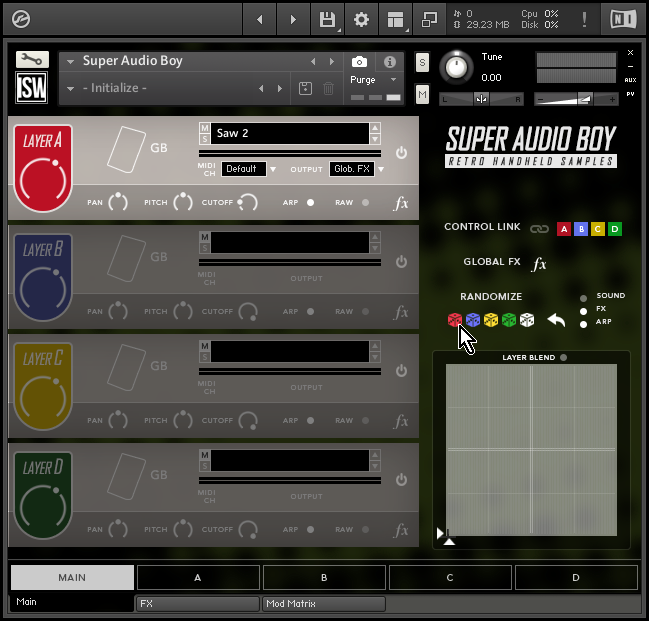 0 Cpu 0%
29.23 MB Disk 0%
!
NI
Super Audio Boy
- Initialize -
Purge
ISW
S
M
Tune
0.00
L R
- +
×
-
AUX
PV
LAYER A
GB
M
S
Saw 2
MIDI CH
Default
OUTPUT
Glob. FX
PAN PITCH CUTOFF ARP RAW fx
LAYER B
GB
M
S
MIDI CH
OUTPUT
PAN PITCH CUTOFF ARP RAW fx
LAYER C
GB
M
S
MIDI CH
OUTPUT
PAN PITCH CUTOFF ARP RAW fx
LAYER D
GB
M
S
MIDI CH
OUTPUT
PAN PITCH CUTOFF ARP RAW fx
SUPER AUDIO BOY
RETRO HANDHELD SAMPLES
CONTROL LINK A B C D
GLOBAL FX fx
RANDOMIZE
SOUND
FX
ARP
LAYER BLEND
MAIN A B C D
Main FX Mod Matrix